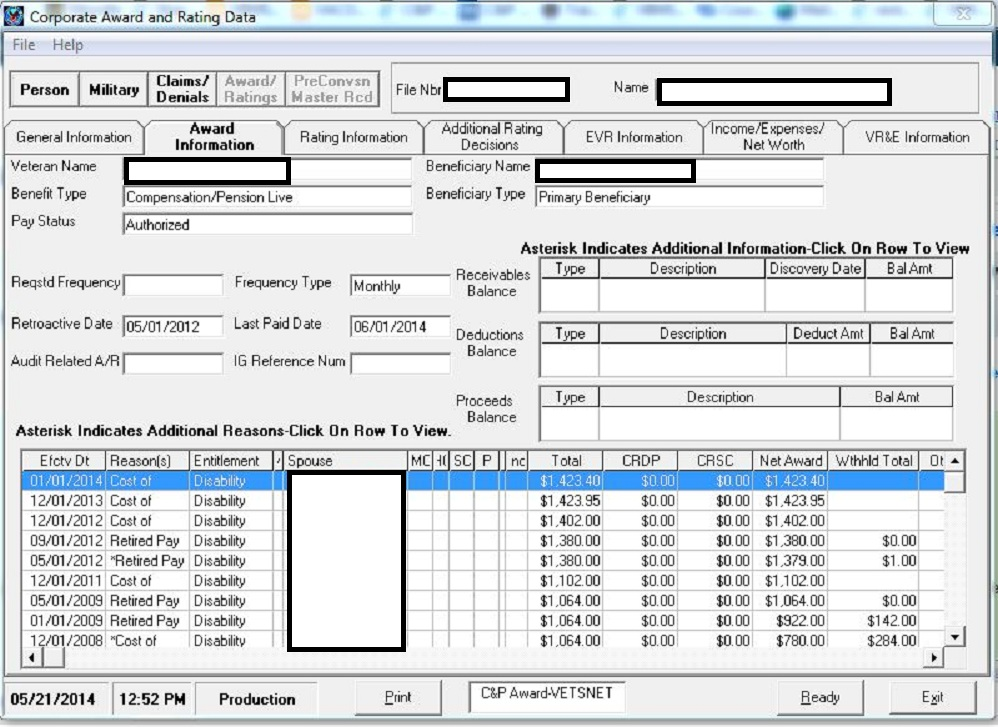 Corporate Award and Rating Data
File Help
Person Military Claims/ Denials Award/ Ratings PreConvsn Master Rcd File Nbr Name
General Information Award Information Rating Information Additional Rating Decisions EVR Information Income/Expenses/ Net Worth VR&E Information
Veteran Name Beneficiary Name
Benefit Type Compensation/Pension Live Beneficiary Type Primary Beneficiary
Pay Status Authorized
Asterisk Indicates Additional Information-Click On Row To View
Reqstd Frequency Frequency Type Monthly Receivables Balance Type Description Discovery Date Bal Amt
Retroactive Date 05/01/2012 Last Paid Date 06/01/2014 Deductions Balance Type Description Deduct Amt Bal Amt
Audit Related A/R IG Reference Num
Proceeds Balance Type Description Bal Amt
Asterisk Indicates Additional Reasons-Click On Row To View.
Efctv Dt Reason(s) Entitlement Spouse MC SC P Total CRDP CRSC Net Award Wthhld Total Ot
01/01/2014 Cost of Disability $1,423.40 $0.00 $0.00 $1,423.40
12/01/2013 Cost of Disability $1,423.95 $0.00 $0.00 $1,423.95
12/01/2012 Cost of Disability $1,402.00 $0.00 $0.00 $1,402.00
09/01/2012 Retired Pay Disability $1,380.00 $0.00 $0.00 $1,380.00 $0.00
05/01/2012 *Retired Pay Disability $1,380.00 $0.00 $0.00 $1,379.00 $1.00
12/01/2011 Cost of Disability $1,102.00 $0.00 $0.00 $1,102.00
05/01/2009 Retired Pay Disability $1,064.00 $0.00 $0.00 $1,064.00 $0.00
01/01/2009 Retired Pay Disability $1,064.00 $0.00 $0.00 $922.00 $142.00
12/01/2008 *Cost of Disability $1,064.00 $0.00 $0.00 $780.00 $284.00
05/21/2014 12:52 PM Production Print C&P Award-VETSNET Ready Exit